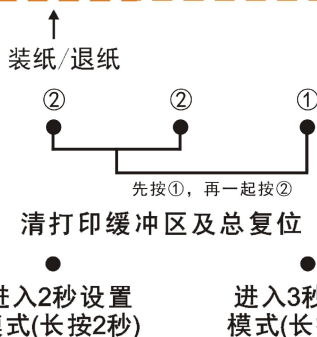 装纸/退纸
② ② ①
先按①，再一起按②
清打印缓冲区及总复位
进入2秒设置 进入3秒
模式(长按2秒) 模式(长